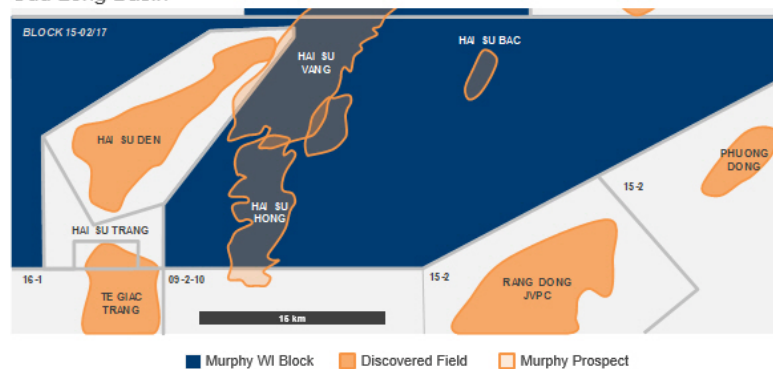 BLOCK 15-02/17
HAI SU BAC
HAI SU
VANG
HAI SU DEN
PHUONG
DONG
15-2
HAI SU
HONG
HAI SU TRANG
16-1
09-2-10
15-2
TE GIAC
TRANG
RANG DONG
JVPC
15 km
Murphy WI Block
Discovered Field
Murphy Prospect